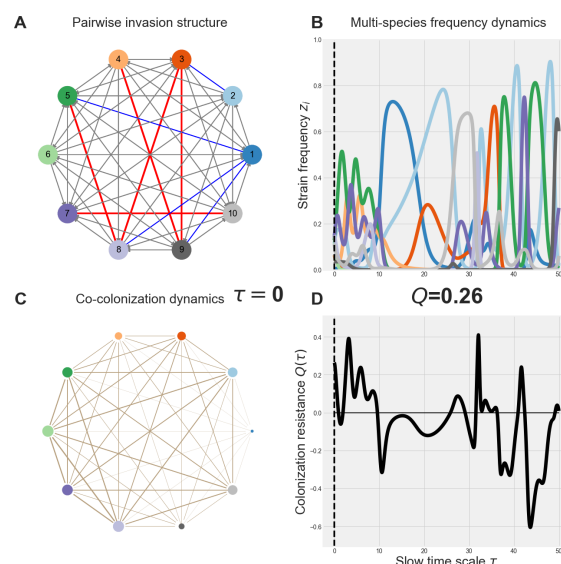 A
Pairwise invasion structure
4
3
5
2
6
1
7
10
8
9
B
Multi-species frequency dynamics
Strain frequency zᵢ
1.0
0.8
0.6
0.4
0.2
0.0
0 10 20 30 40 50
C
Co-colonization dynamics
τ = 0
D
Q=0.26
Colonization resistance Q(τ)
0.4
0.2
0.0
−0.2
−0.4
−0.6
0 10 20 30 40 50
Slow time scale τ